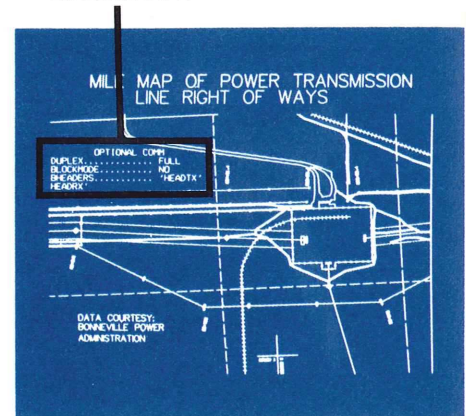 MILE MAP OF POWER TRANSMISSION
LINE RIGHT OF WAYS
OPTIONAL COMM
DUPLEX............ FULL
BLOCKMODE.......... NO
BHEADERS.......... 'HEADTX'
HEADRX'
DATA COURTESY:
BONNEVILLE POWER
ADMINISTRATION